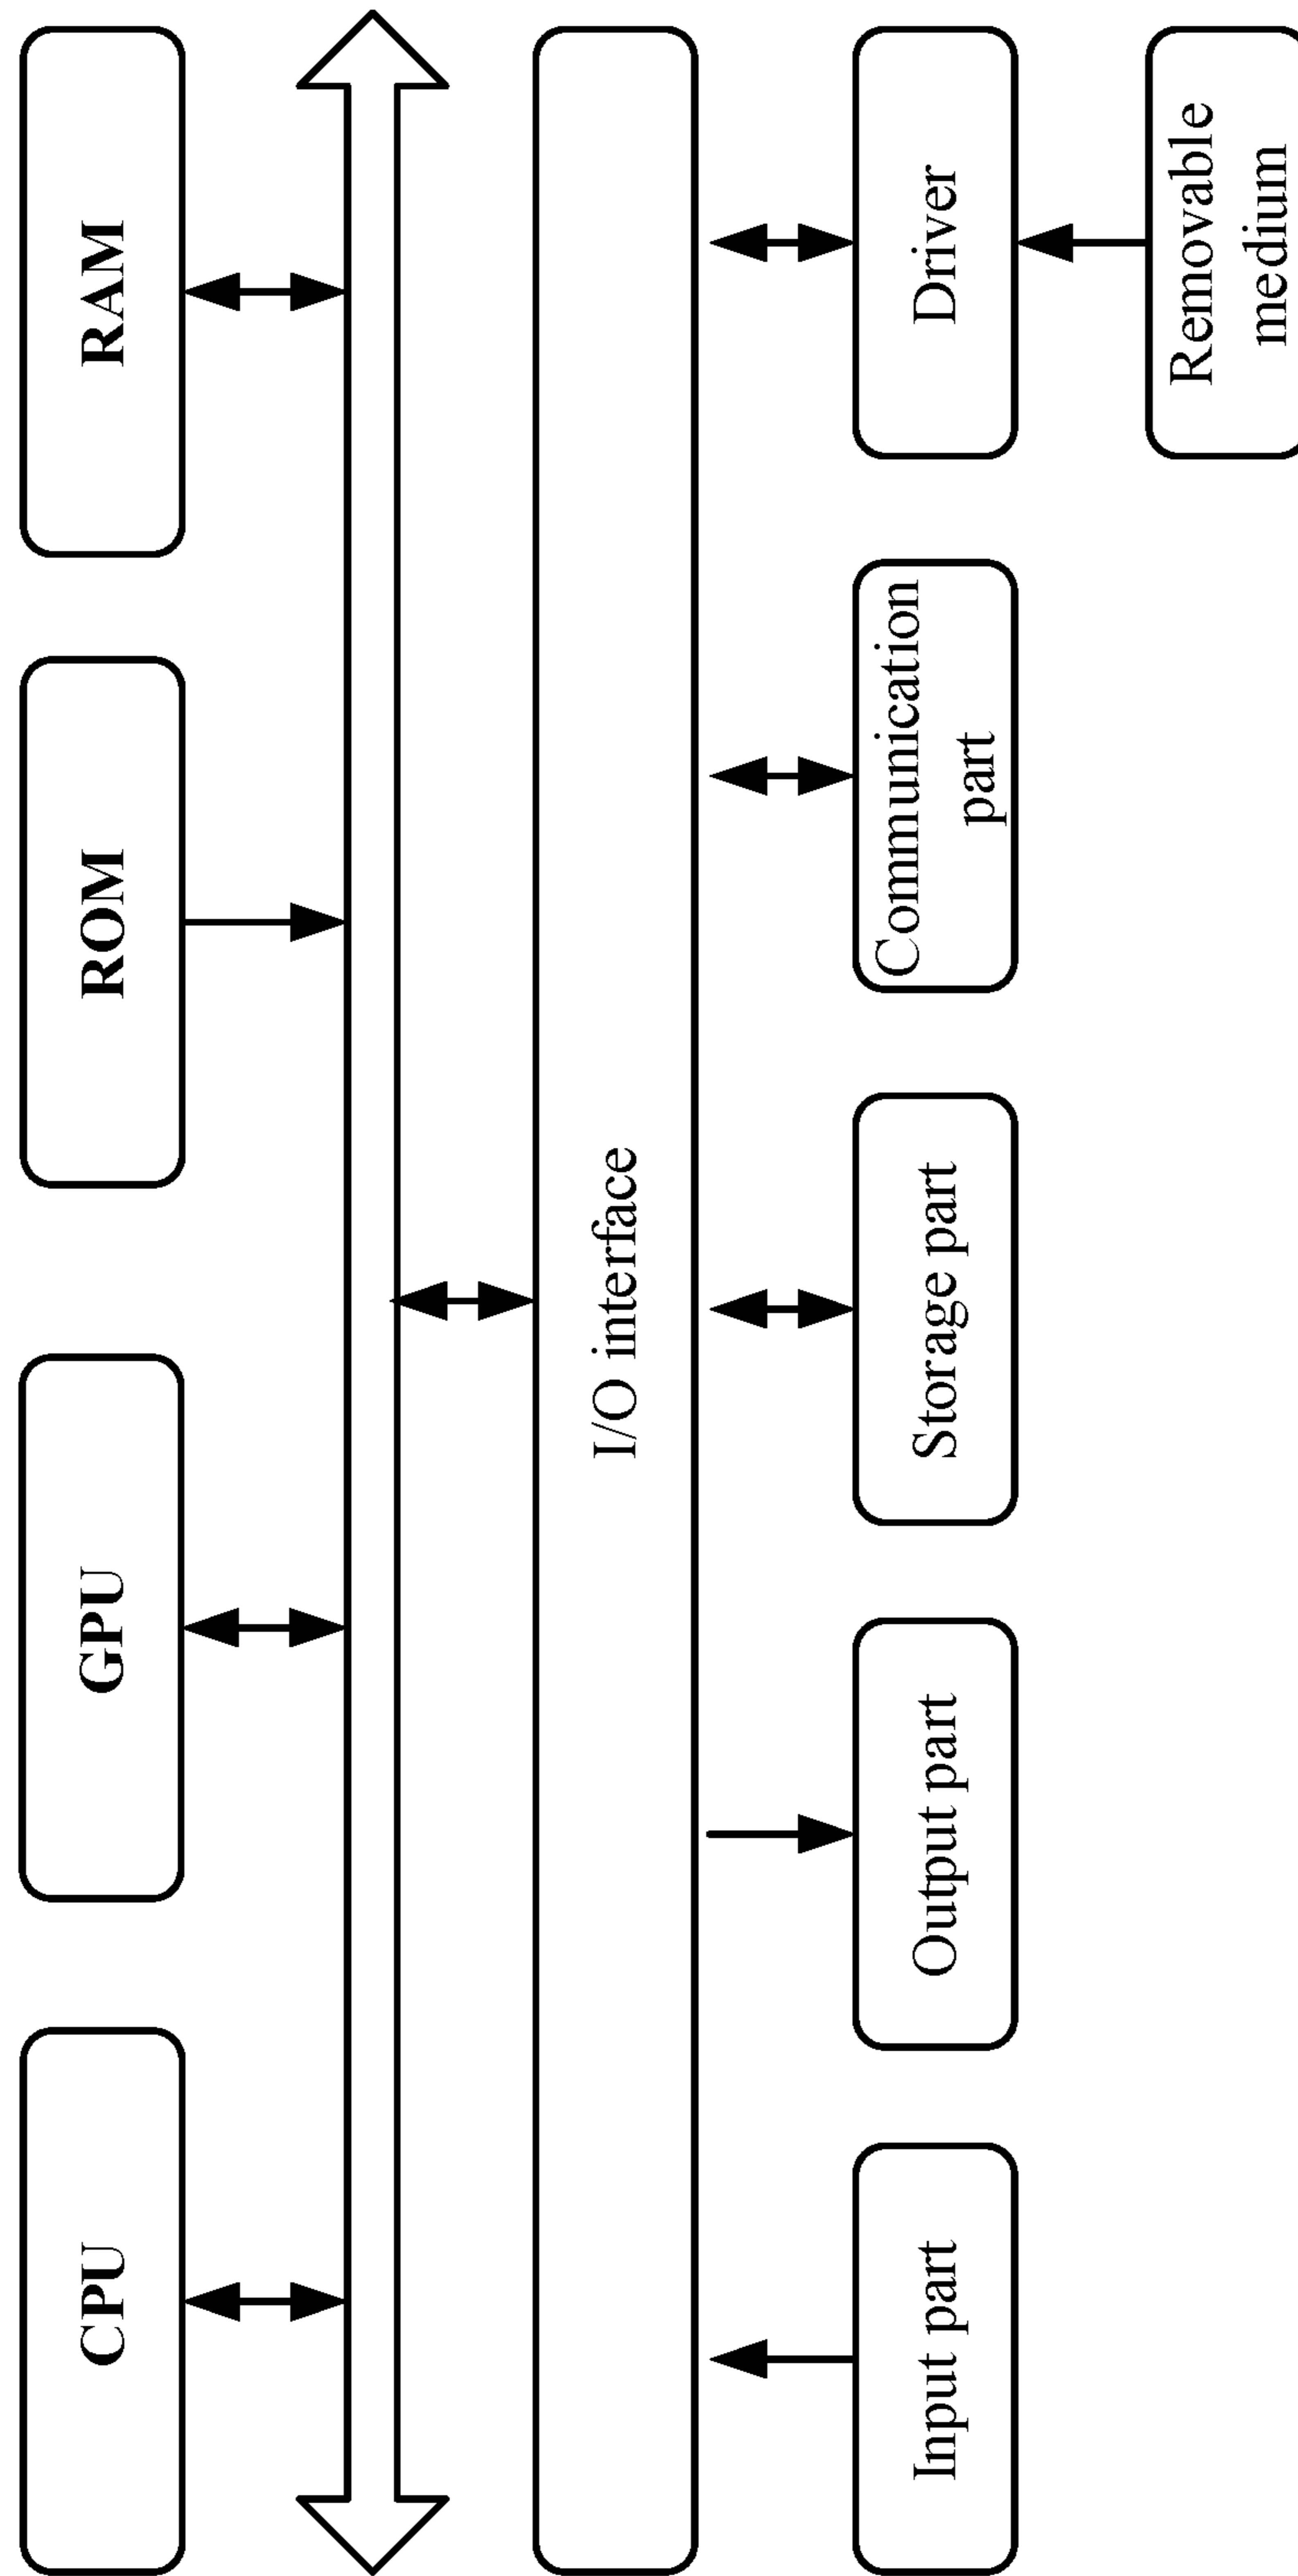 CPU
GPU
ROM
RAM
I/O interface
Input part
Output part
Storage part
Communication
part
Driver
Removable
medium